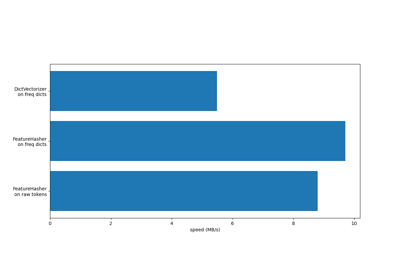 DictVectorizer
on freq dicts
FeatureHasher
on freq dicts
FeatureHasher
on raw tokens
0 2 4 6 8 10
speed (MB/s)